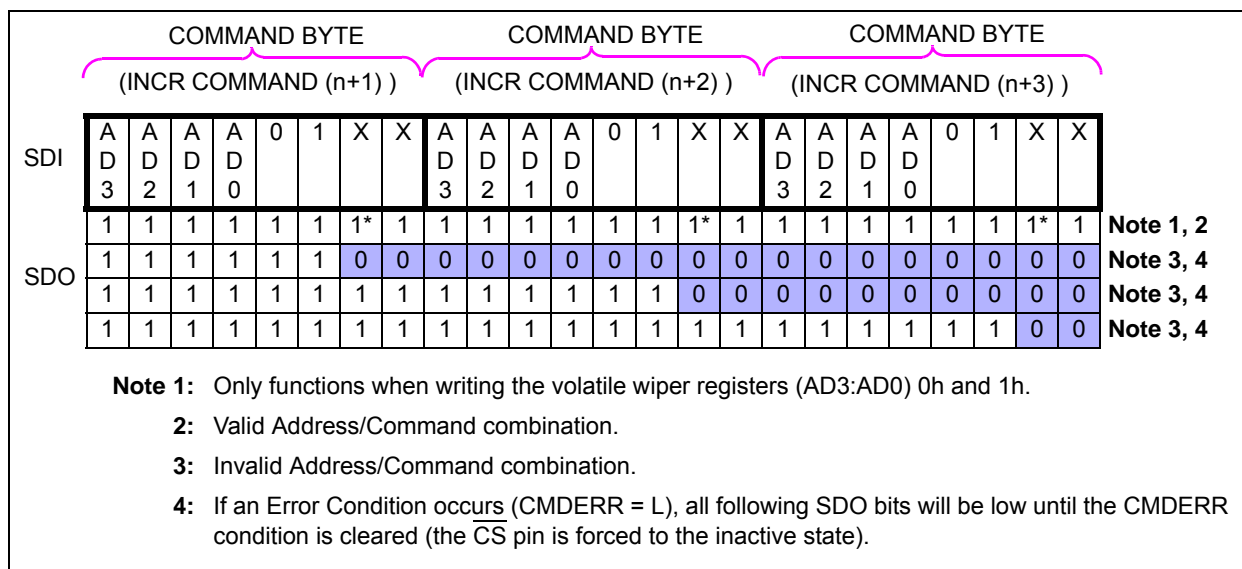 COMMAND BYTE COMMAND BYTE COMMAND BYTE
(INCR COMMAND (n+1) ) (INCR COMMAND (n+2) ) (INCR COMMAND (n+3) )
SDI
A A A A 0 1 X X A A A A 0 1 X X A A A A 0 1 X X
D D D D D D D D D D D D
3 2 1 0 3 2 1 0 3 2 1 0
SDO
1 1 1 1 1 1 1* 1 1 1 1 1 1 1 1* 1 1 1 1 1 1 1 1* 1 Note 1, 2
1 1 1 1 1 1 0 0 0 0 0 0 0 0 0 0 0 0 0 0 0 0 0 0 Note 3, 4
1 1 1 1 1 1 1 1 1 1 1 1 1 1 0 0 0 0 0 0 0 0 0 0 Note 3, 4
1 1 1 1 1 1 1 1 1 1 1 1 1 1 1 1 1 1 1 1 1 1 0 0 Note 3, 4
Note 1: Only functions when writing the volatile wiper registers (AD3:AD0) 0h and 1h.
2: Valid Address/Command combination.
3: Invalid Address/Command combination.
4: If an Error Condition occurs (CMDERR = L), all following SDO bits will be low until the CMDERR
condition is cleared (the CS pin is forced to the inactive state).